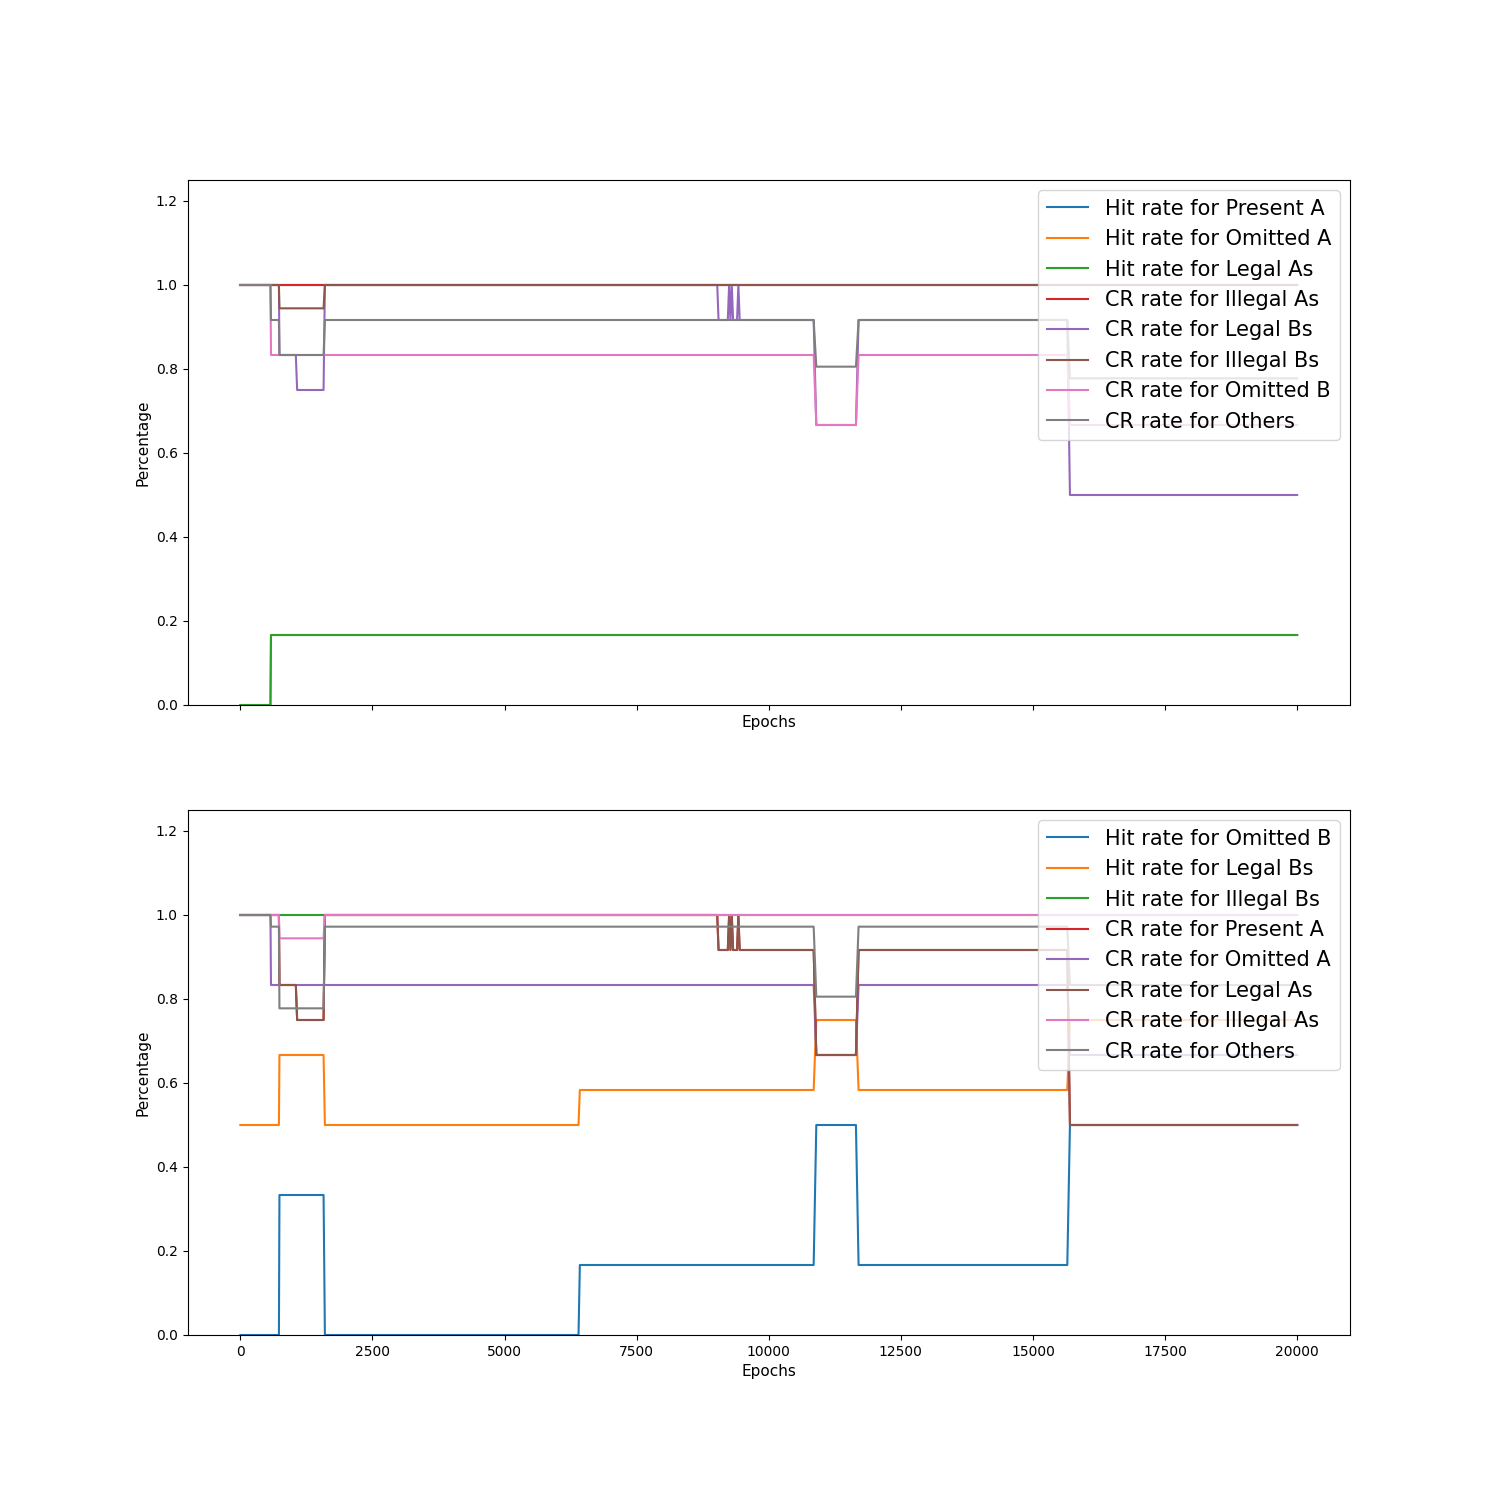 1.2
1.0
0.8
0.6
0.4
0.2
0.0
Percentage
Epochs
Hit rate for Present A
Hit rate for Omitted A
Hit rate for Legal As
CR rate for Illegal As
CR rate for Legal Bs
CR rate for Illegal Bs
CR rate for Omitted B
CR rate for Others
1.2
1.0
0.8
0.6
0.4
0.2
0.0
Percentage
0 2500 5000 7500 10000 12500 15000 17500 20000
Epochs
Hit rate for Omitted B
Hit rate for Legal Bs
Hit rate for Illegal Bs
CR rate for Present A
CR rate for Omitted A
CR rate for Legal As
CR rate for Illegal As
CR rate for Others